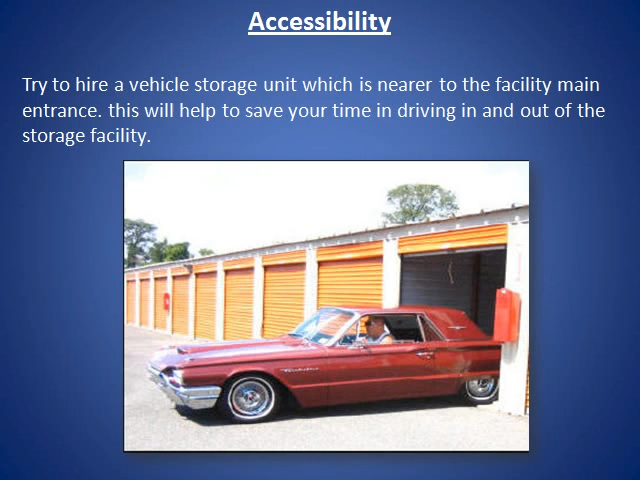 Accessibility
Try to hire a vehicle storage unit which is nearer to the facility main
entrance. this will help to save your time in driving in and out of the
storage facility.